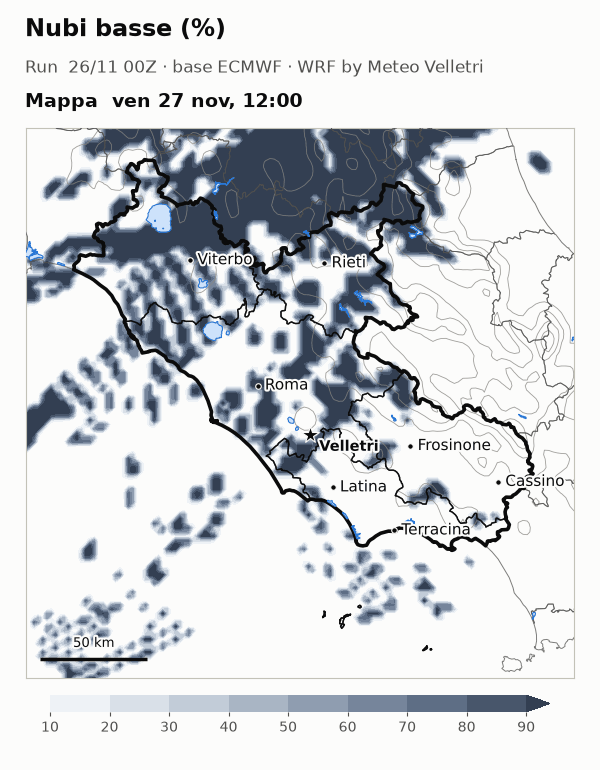 Nubi basse (%)
Run  26/11 00Z · base ECMWF · WRF by Meteo Velletri
Mappa  ven 27 nov, 12:00
Viterbo
Rieti
Roma
Velletri
Frosinone
Cassino
Latina
Terracina
50 km
10 20 30 40 50 60 70 80 90